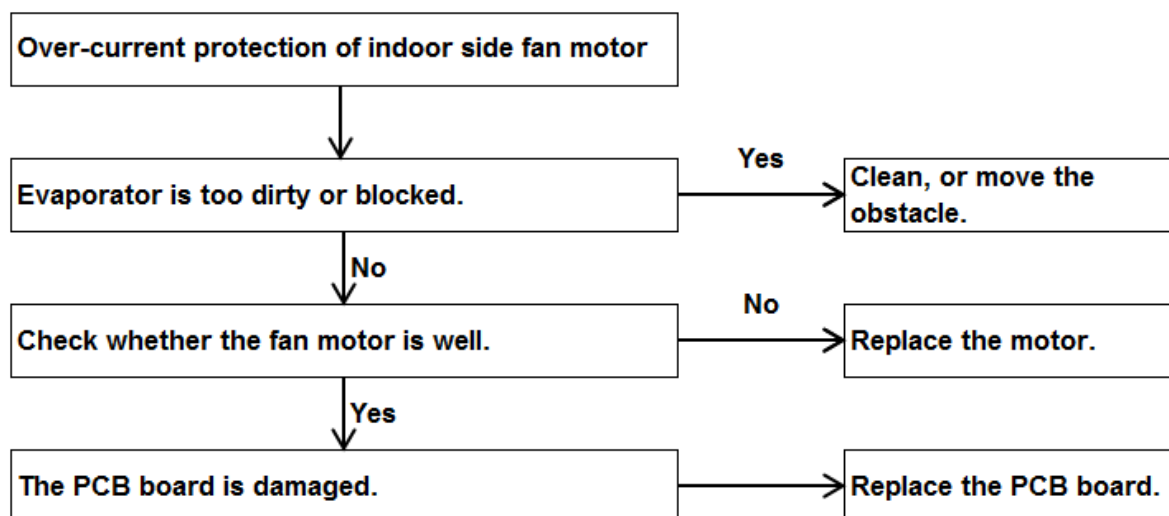 Over-current protection of indoor side fan motor
Evaporator is too dirty or blocked.
Yes
Clean, or move the
obstacle.
No
Check whether the fan motor is well.
No
Replace the motor.
Yes
The PCB board is damaged.
Replace the PCB board.